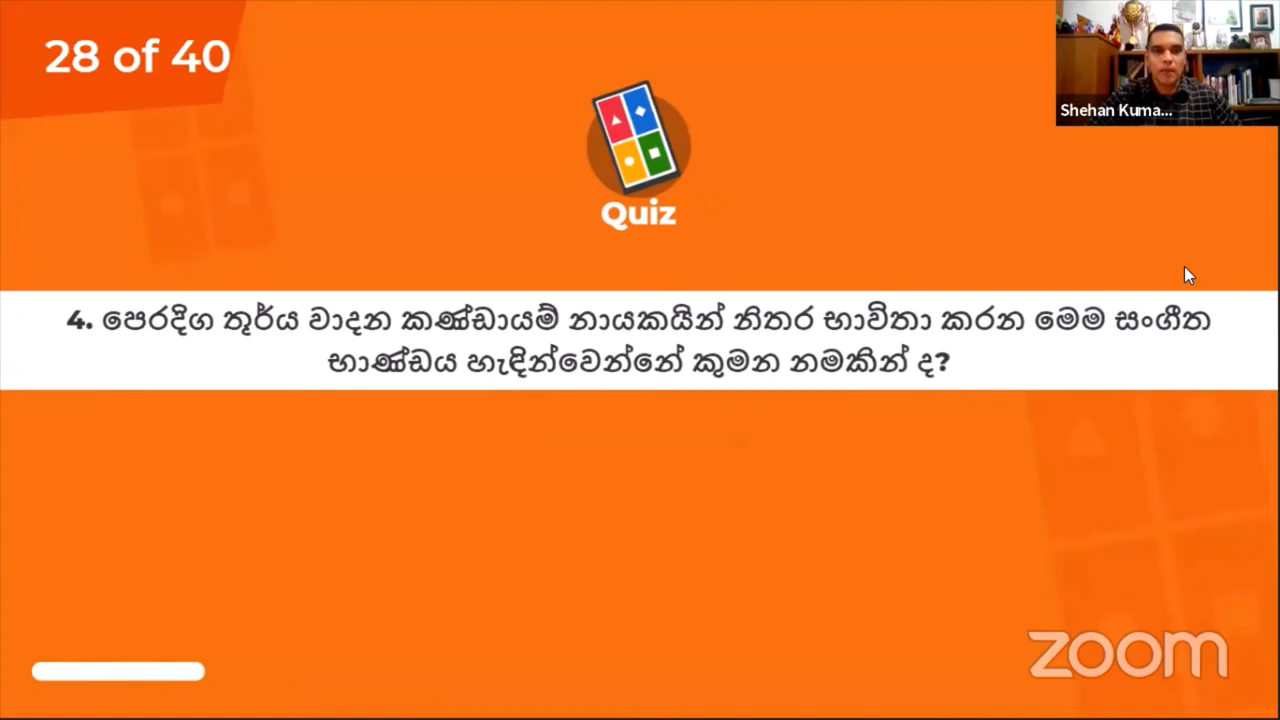 28 of 40
Shehan Kuma...
Quiz
4. පෙරදිග තූර්ය වාදන කණ්ඩායම් නායකයින් නිතර භාවිතා කරන මෙම සංගීත
භාණ්ඩය හැඳින්වෙන්නේ කුමන නමකින් ද?
zoom